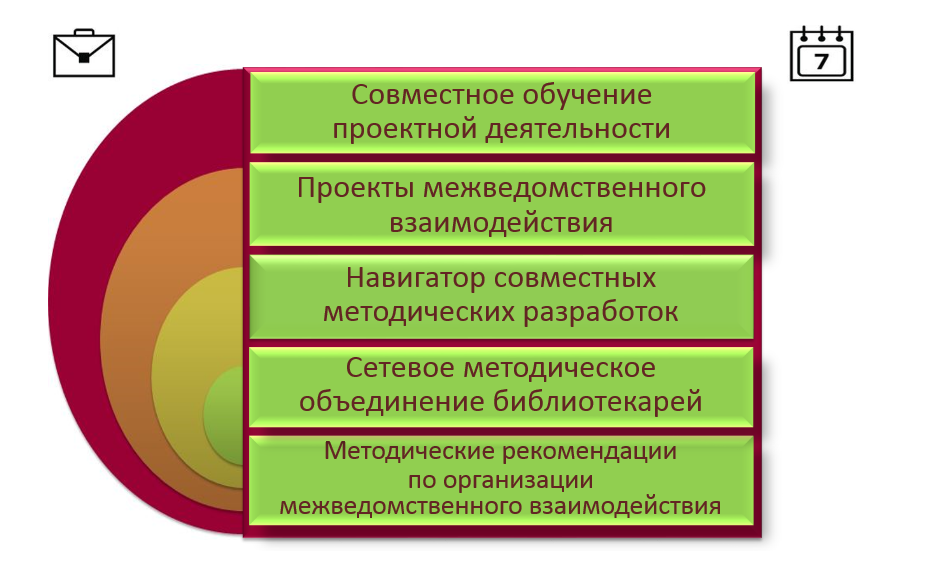 7
Совместное обучение
проектной деятельности
Проекты межведомственного
взаимодействия
Навигатор совместных
методических разработок
Сетевое методическое
объединение библиотекарей
Методические рекомендации
по организации
межведомственного взаимодействия